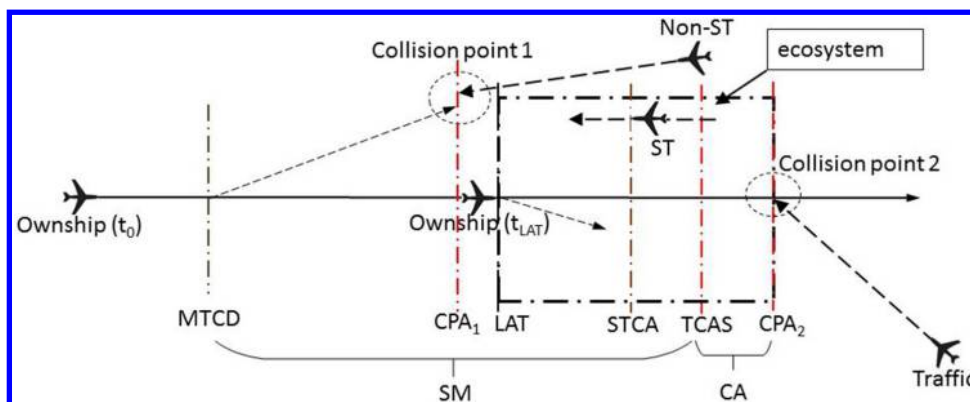 Non-ST
Collision point 1
ecosystem
ST
Collision point 2
Ownship (t0)
Ownship (tLAT)
MTCD
CPA1
LAT
STCA
TCAS
CPA2
SM
CA
Traffic